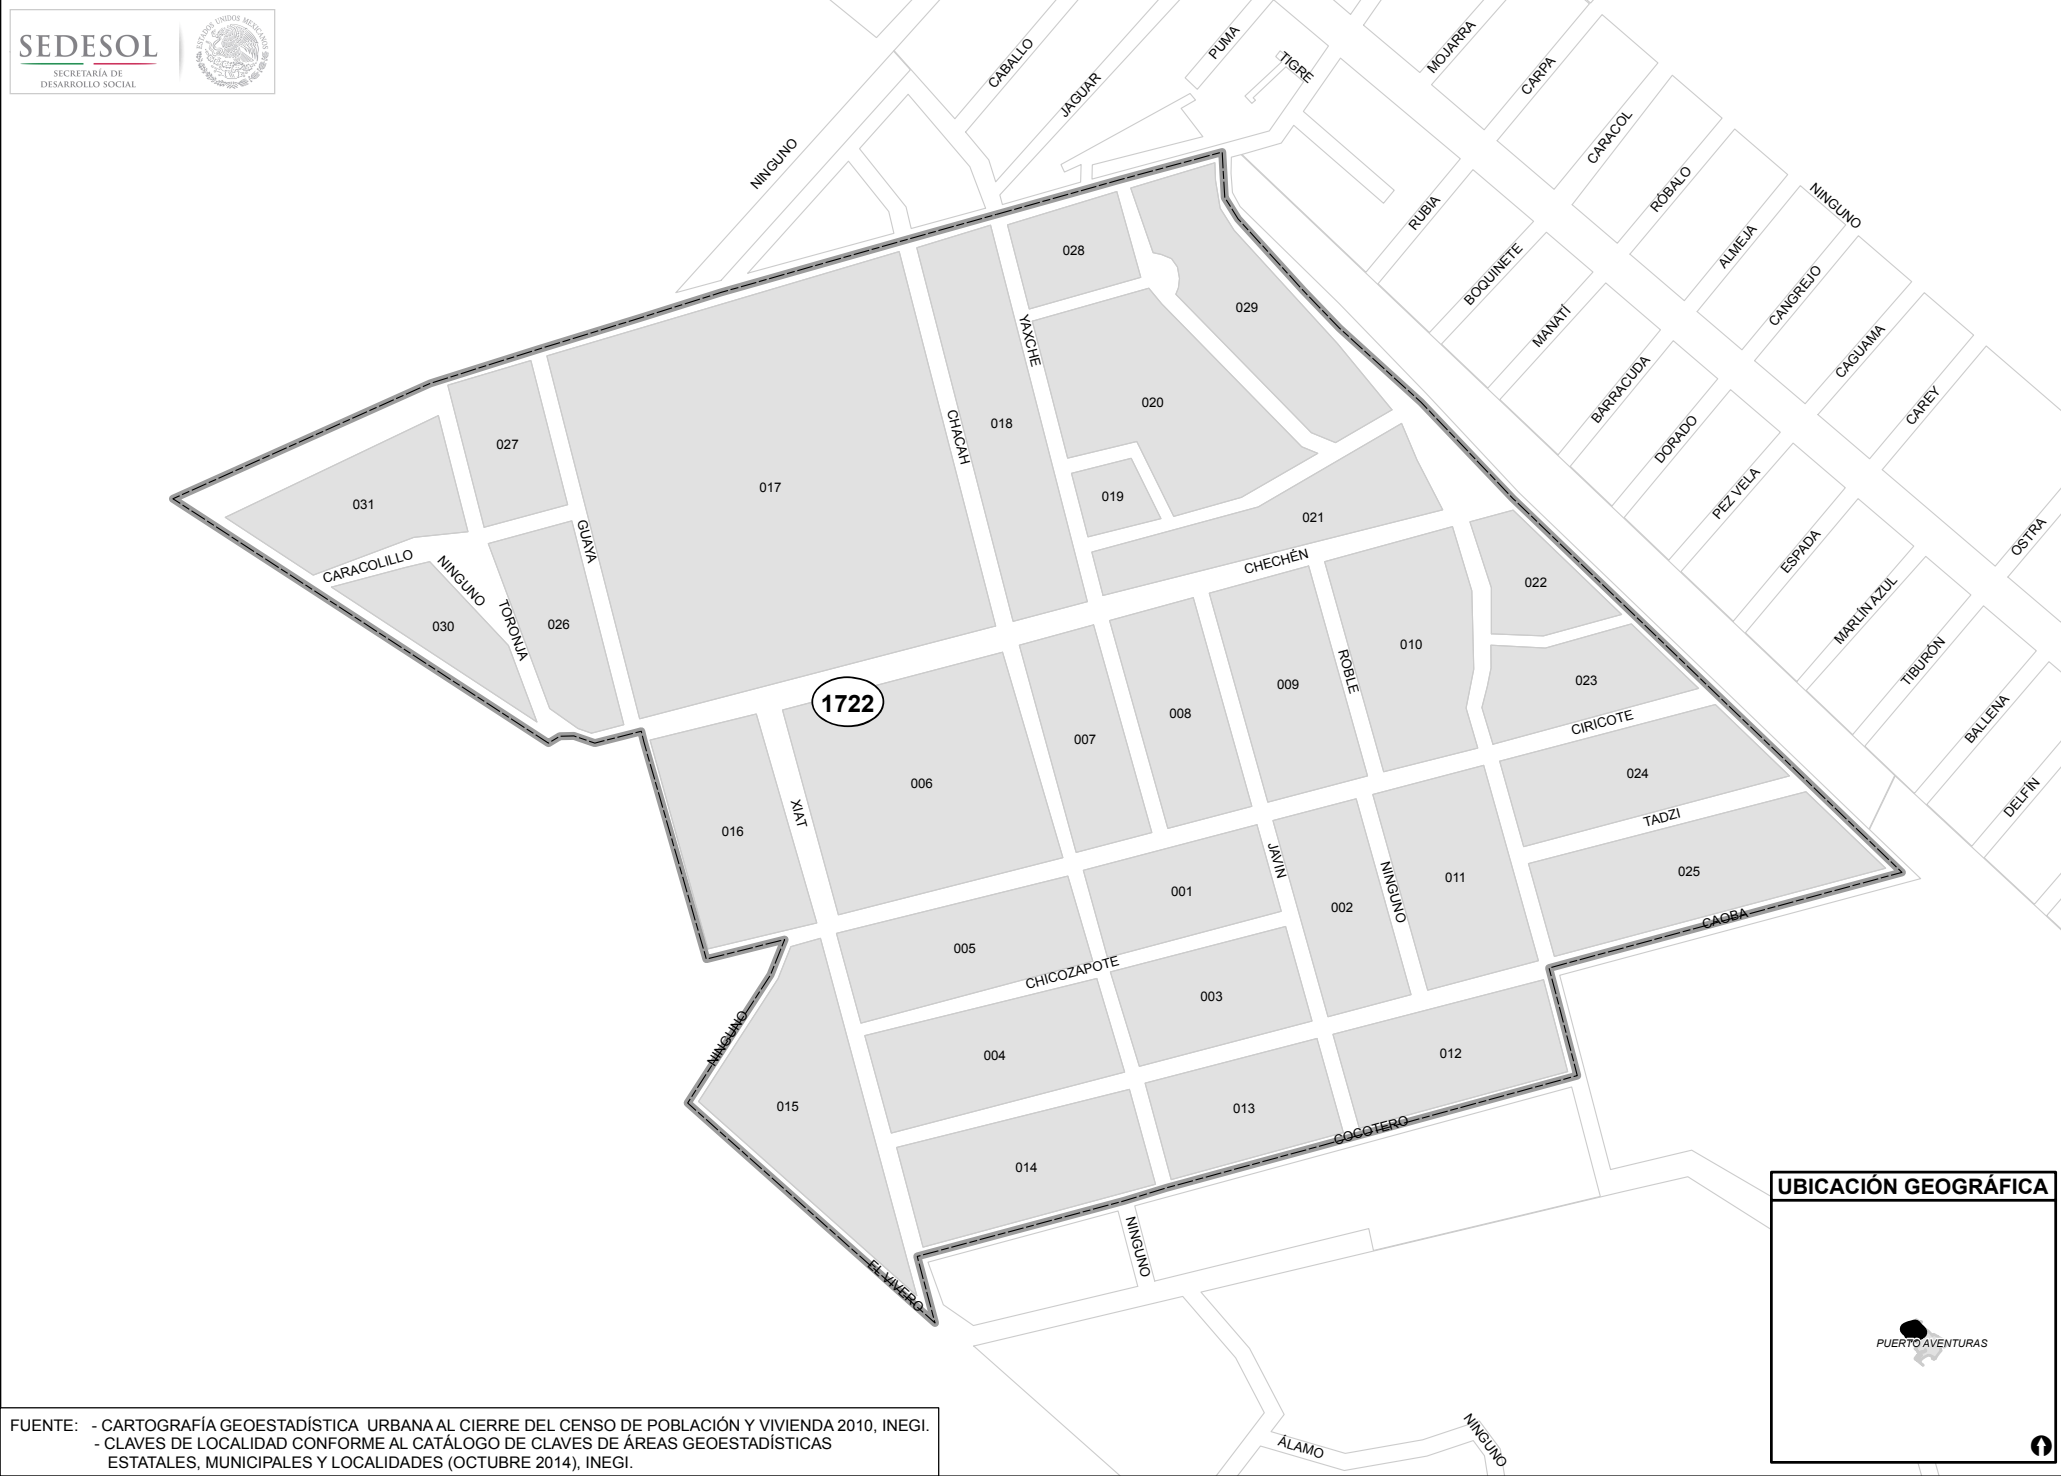 SEDESOL
SECRETARÍA DE
DESARROLLO SOCIAL
ESTADOS UNIDOS MEXICANOS
CABALLO
JAGUAR
PUMA
TIGRE
MOJARRA
CARPA
CARACOL
RÓBALO
NINGUNO
NINGUNO
RUBIA
BOQUINETE
MANATÍ
BARRACUDA
DORADO
PEZ VELA
ESPADA
MARLÍN AZUL
TIBURÓN
BALLENA
DELFÍN
ALMEJA
CANGREJO
CAGUAMA
CAREY
OSTRA
028
029
YAXCHE
020
018
CHACAH
027
017
019
031
021
GUAYA
CHECHÉN
CARACOLILLO
NINGUNO
TORONJA
022
030
026
010
ROBLE
023
009
1722
008
CIRICOTE
007
006
024
XIAT
016
TADZI
JAVIN
025
011
001
NINGUNO
002
CAOBA
005
CHICOZAPOTE
003
NINGUNO
004
012
015
013
COCOTERO
014
NINGUNO
EL VIVERO
ÁLAMO
NINGUNO
UBICACIÓN GEOGRÁFICA
PUERTO AVENTURAS
FUENTE: - CARTOGRAFÍA GEOESTADÍSTICA URBANA AL CIERRE DEL CENSO DE POBLACIÓN Y VIVIENDA 2010, INEGI.
- CLAVES DE LOCALIDAD CONFORME AL CATÁLOGO DE CLAVES DE ÁREAS GEOESTADÍSTICAS
ESTATALES, MUNICIPALES Y LOCALIDADES (OCTUBRE 2014), INEGI.